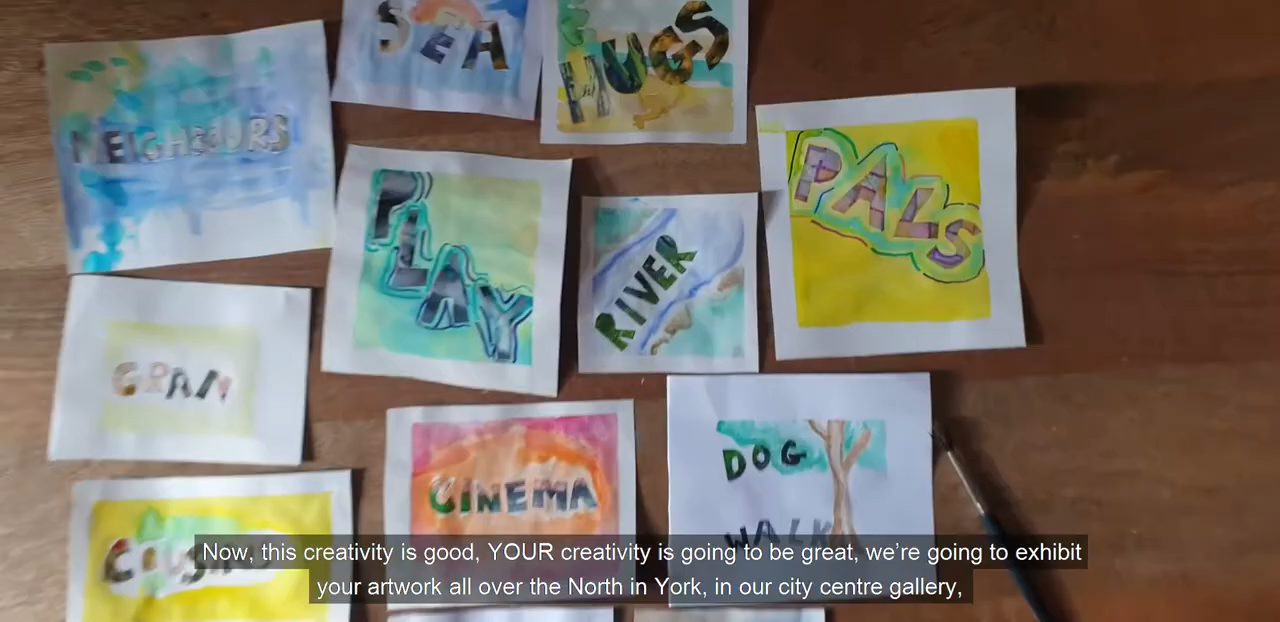 SEA
HUGS
NEIGHBOURS
PALS
PLAY
RIVER
GRAN
CINEMA
DOG
WALK
COUSINS
Now, this creativity is good, YOUR creativity is going to be great, we’re going to exhibit
your artwork all over the North in York, in our city centre gallery,